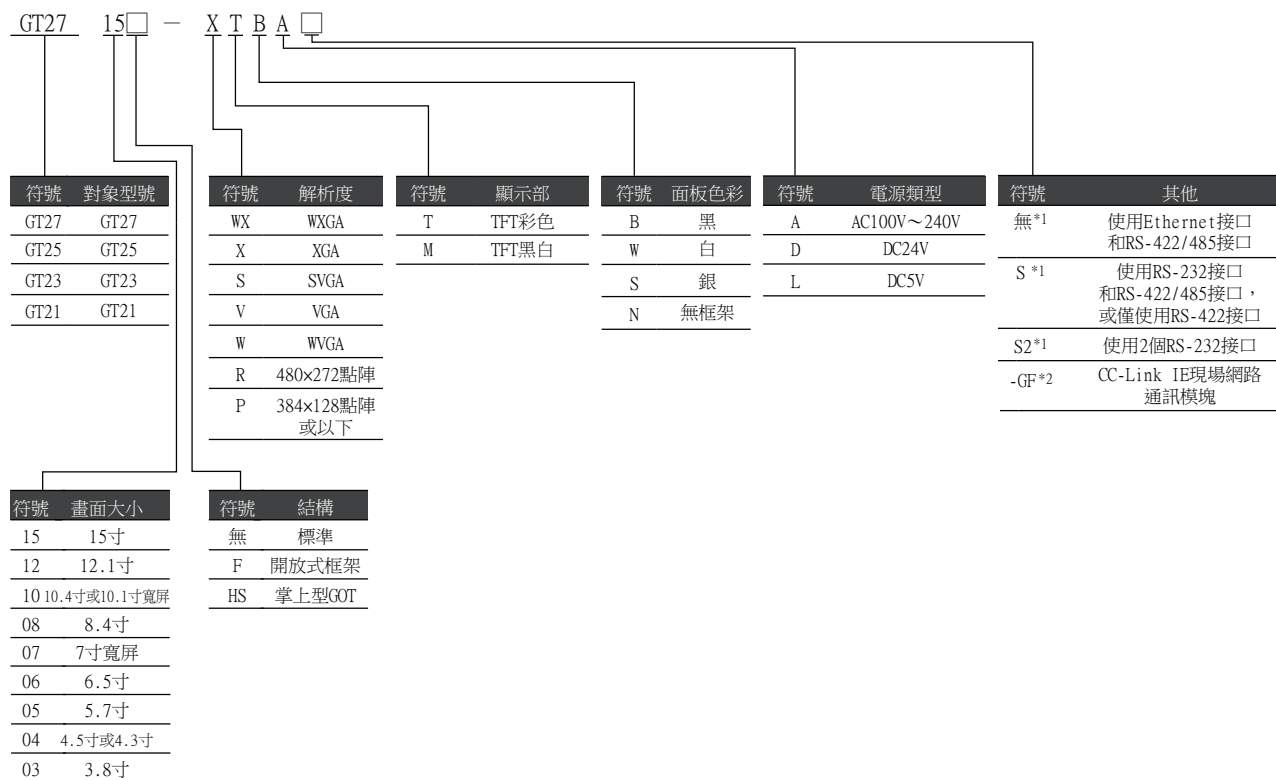 GT27 15□ － X T B A □
符號 對象型號
GT27 GT27
GT25 GT25
GT23 GT23
GT21 GT21
符號 解析度
WX WXGA
X XGA
S SVGA
V VGA
W WVGA
R 480×272點陣
P 384×128點陣
或以下
符號 顯示部
T TFT彩色
M TFT黑白
符號 面板色彩
B 黑
W 白
S 銀
N 無框架
符號 電源類型
A AC100V～240V
D DC24V
L DC5V
符號 其他
無*1 使用Ethernet接口
和RS-422/485接口
S *1 使用RS-232接口
和RS-422/485接口，
或僅使用RS-422接口
S2*1 使用2個RS-232接口
-GF*2 CC-Link IE現場網路
通訊模塊
符號 畫面大小
15 15寸
12 12.1寸
10 10.4寸或10.1寸寬屏
08 8.4寸
07 7寸寬屏
06 6.5寸
05 5.7寸
04 4.5寸或4.3寸
03 3.8寸
符號 結構
無 標準
F 開放式框架
HS 掌上型GOT